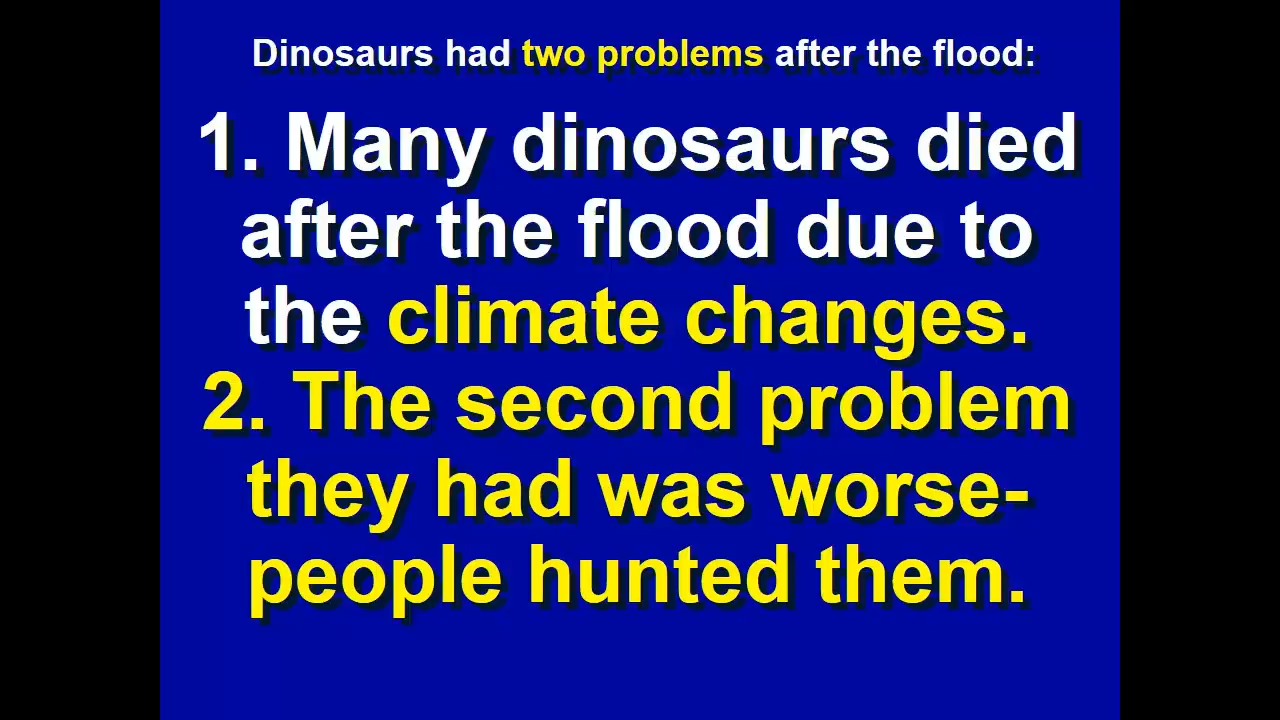 Dinosaurs had two problems after the flood:
1. Many dinosaurs died
after the flood due to
the climate changes.
2. The second problem
they had was worse-
people hunted them.